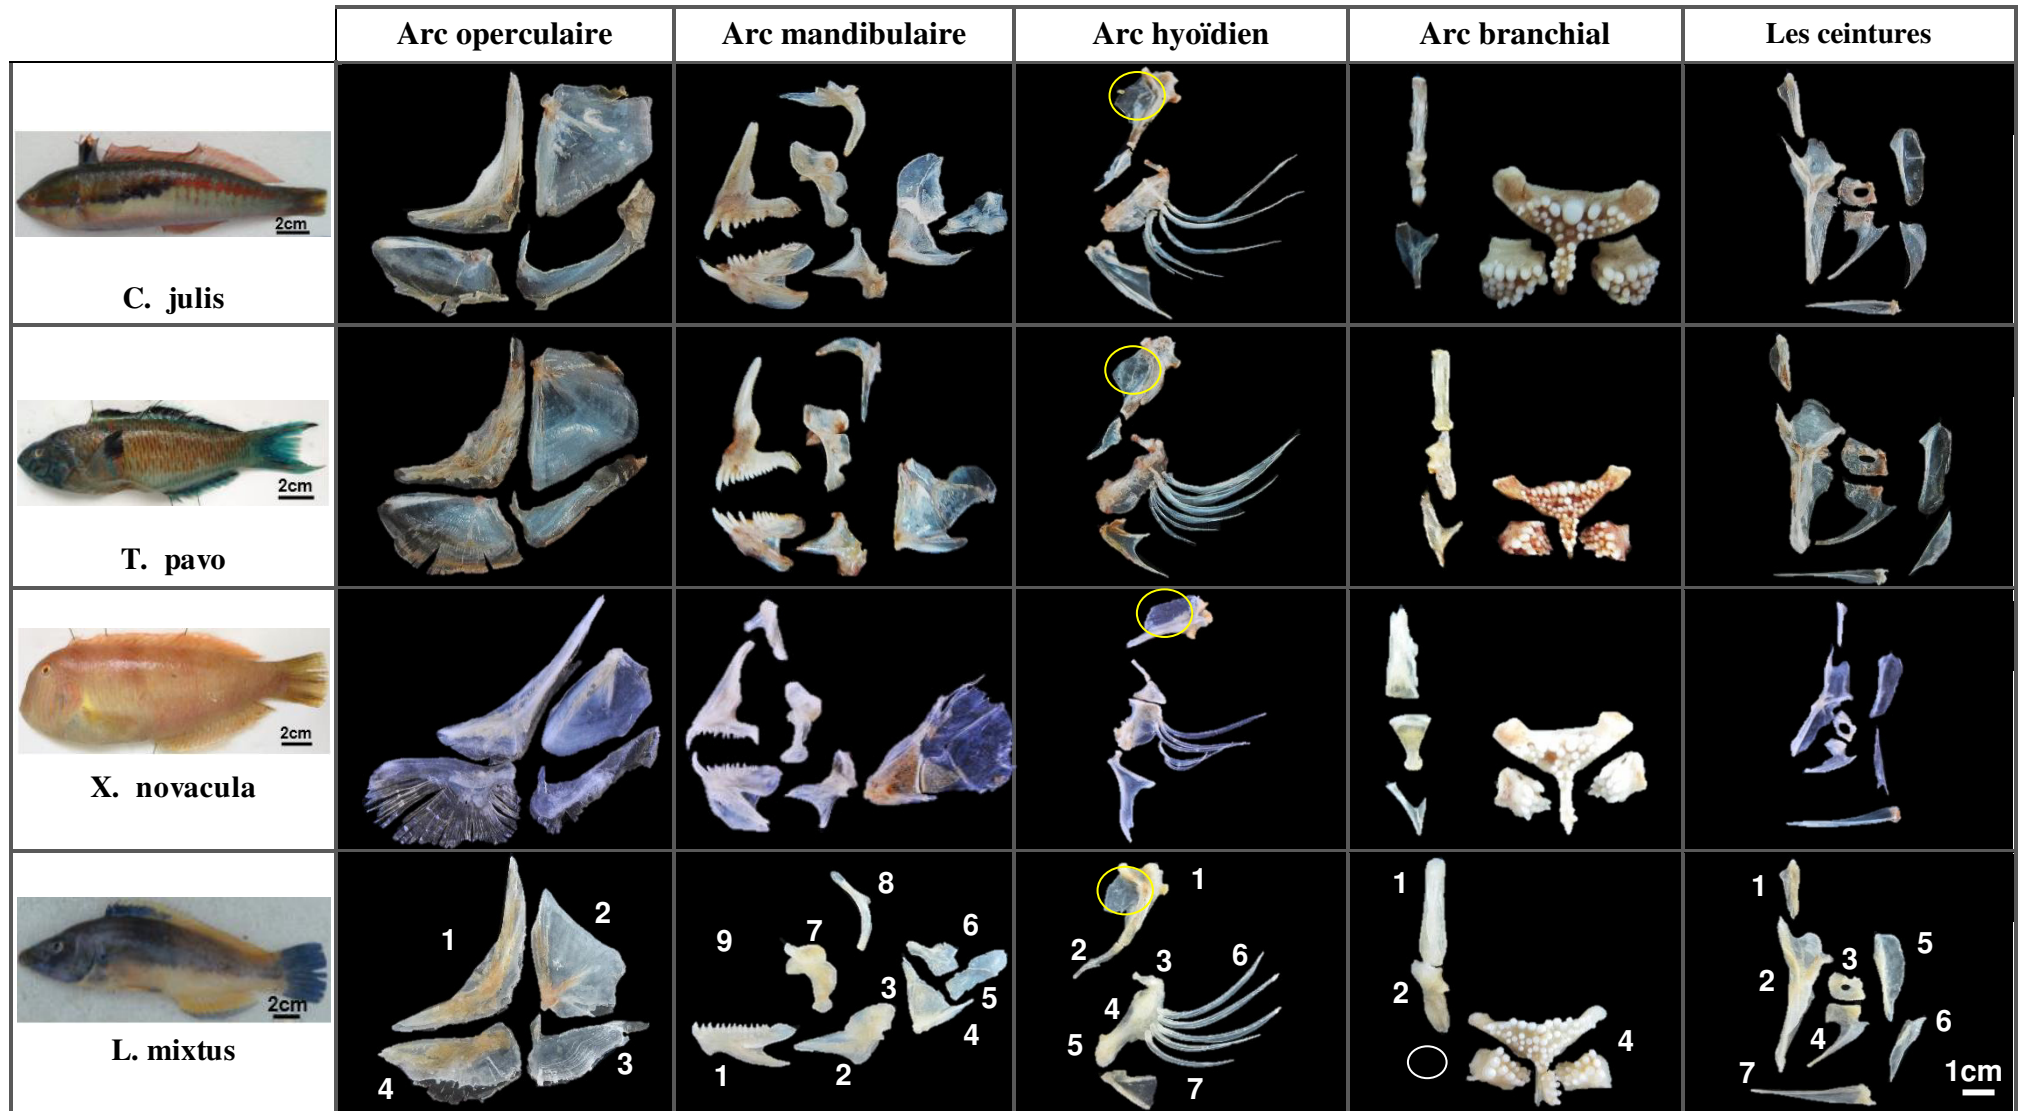 Arc operculaire Arc mandibulaire Arc hyoïdien Arc branchial Les ceintures
2cm
C. julis
2cm
T. pavo
2cm
X. novacula
2cm
L. mixtus
1 2 3 4
9 7 8 6 3 5 4 1 2
1 2 3 6 4 5 7
1 2 4
1 2 3 5 4 6 7
1cm